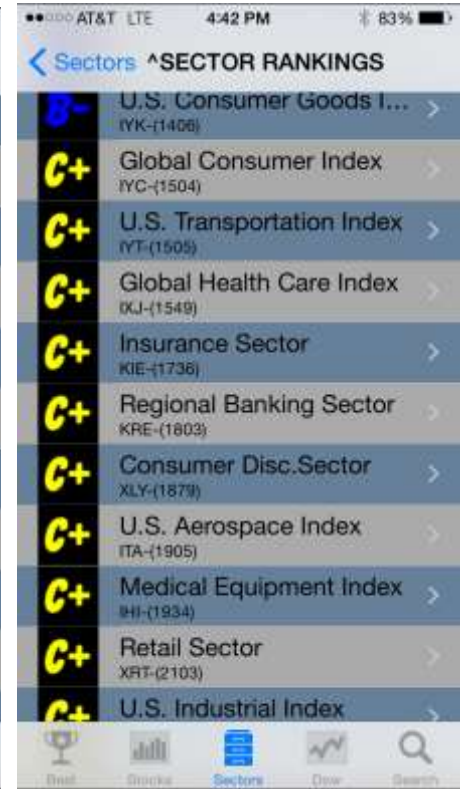 AT&T LTE 4:42 PM 83%
Sectors ^SECTOR RANKINGS
B- U.S. Consumer Goods I...
IYK-(1406)
C+ Global Consumer Index
IYC-(1504)
C+ U.S. Transportation Index
IYT-(1505)
C+ Global Health Care Index
IXJ-(1549)
C+ Insurance Sector
KIE-(1736)
C+ Regional Banking Sector
KRE-(1803)
C+ Consumer Disc.Sector
XLY-(1879)
C+ U.S. Aerospace Index
ITA-(1905)
C+ Medical Equipment Index
IHI-(1934)
C+ Retail Sector
XRT-(2103)
C+ U.S. Industrial Index
Best Stocks Sectors Dow Search